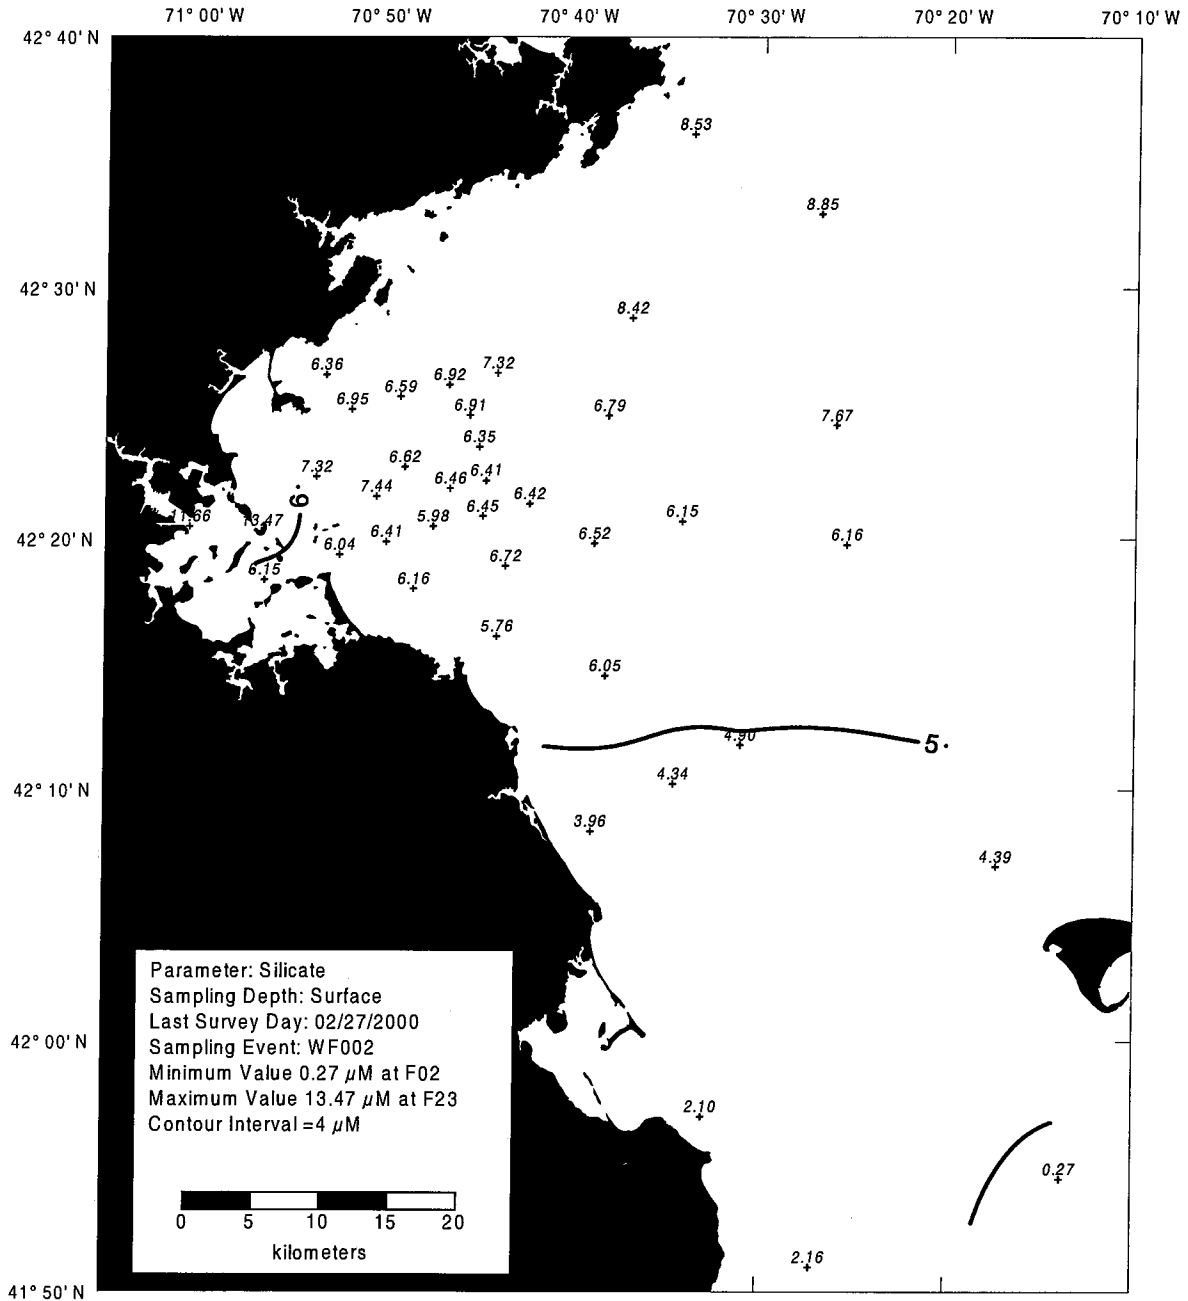 71° 00' W 70° 50' W 70° 40' W 70° 30' W 70° 20' W 70° 10' W
42° 40' N
8.53
8.85
42° 30' N
8.42
7.32
6.36
6.92
6.59
6.95
6.91
6.79
7.67
6.35
6.62
7.32
6.41
6.46
7.44
6.42
9.
6.45
5.98
11.66
13.47
6.15
6.41
6.52
6.16
42° 20' N
6.04
6.72
6.15
6.16
5.76
6.05
4.90
5.
4.34
42° 10' N
3.96
4.39
Parameter: Silicate
Sampling Depth: Surface
Last Survey Day: 02/27/2000
42° 00' N
Sampling Event: WF002
Minimum Value 0.27 µM at F02
Maximum Value 13.47 µM at F23
Contour Interval =4 µM
2.10
0.27
0 5 10 15 20
kilometers
2.16
41° 50' N